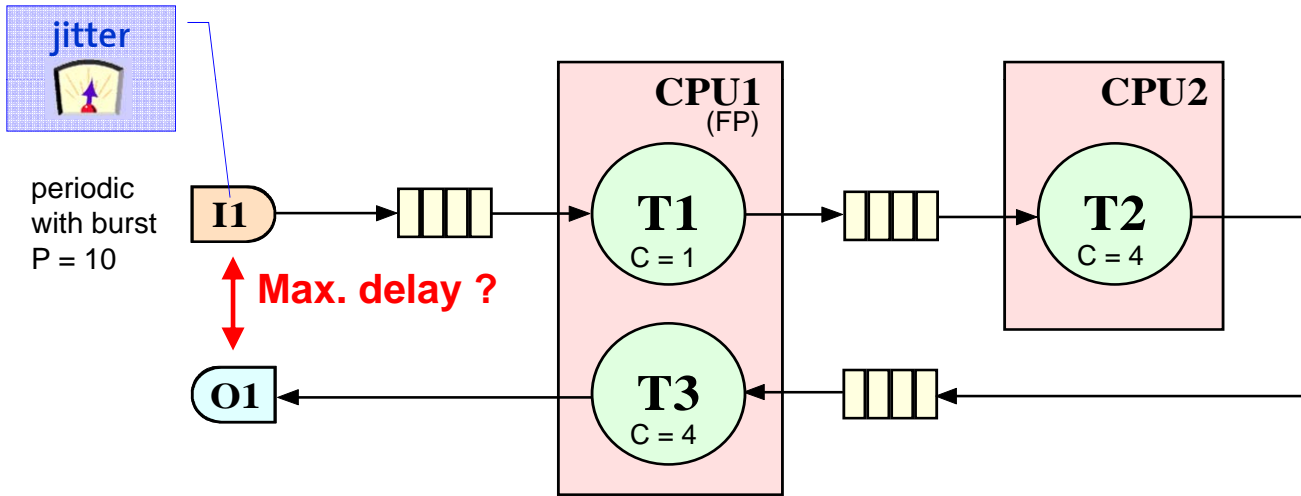 jitter
CPU1
(FP)
CPU2
periodic
with burst
P = 10
I1
T1
C = 1
T2
C = 4
Max. delay ?
O1
T3
C = 4